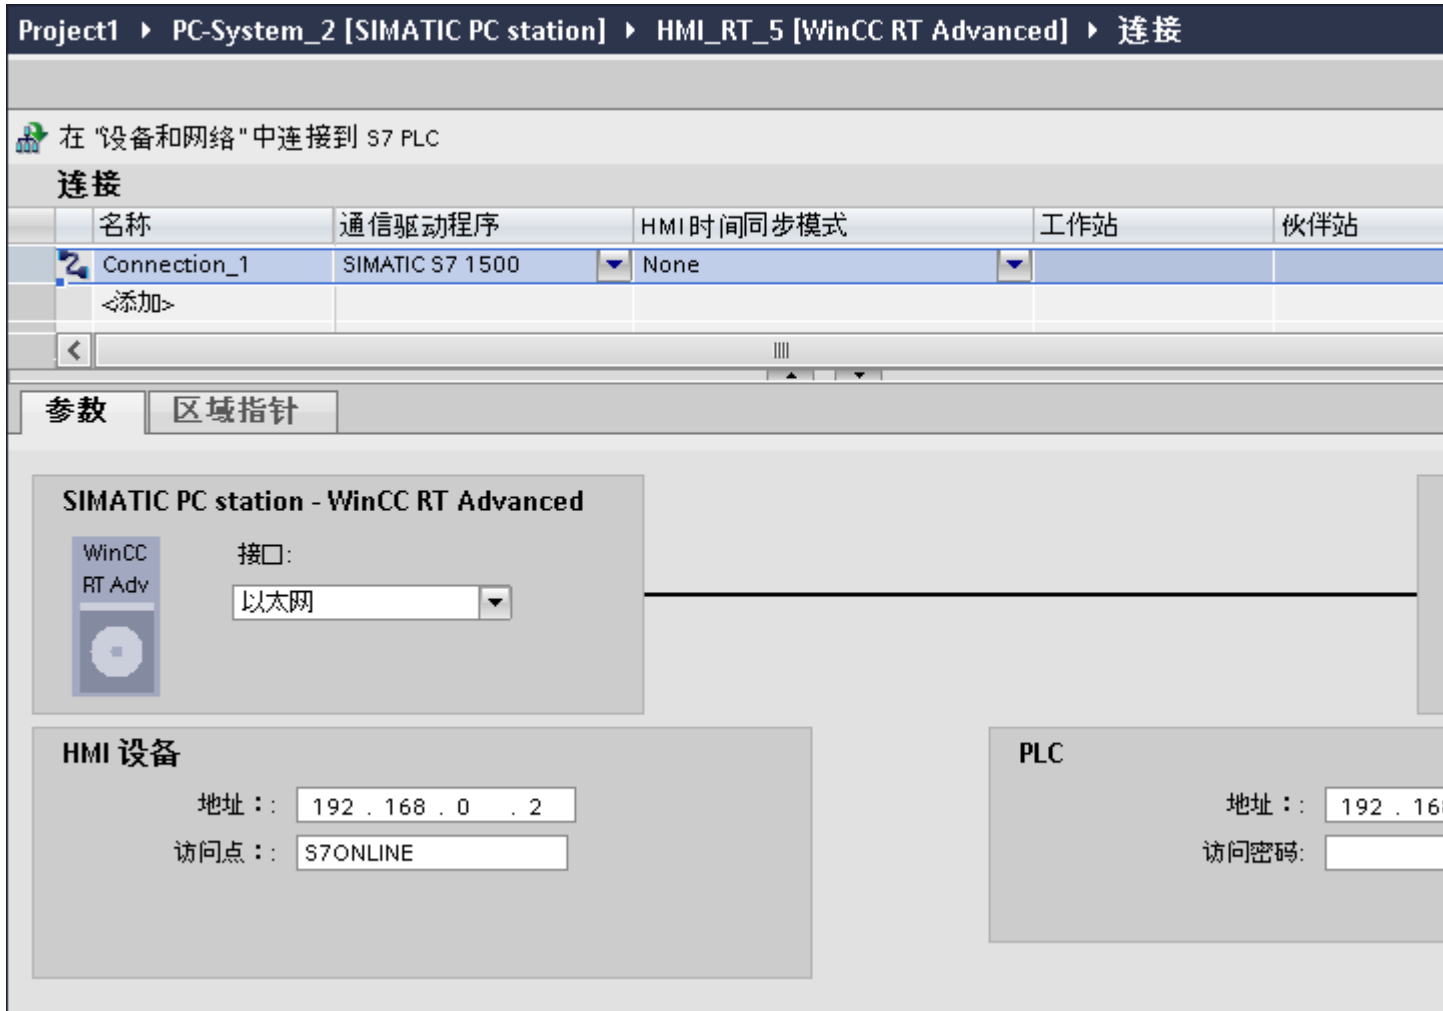 Project1 ▸ PC-System_2 [SIMATIC PC station] ▸ HMI_RT_5 [WinCC RT Advanced] ▸ 连接
在 "设备和网络" 中连接到 S7 PLC
连接
名称 通信驱动程序 HMI 时间同步模式 工作站 伙伴站
Connection_1 SIMATIC S7 1500 None
<添加>
参数 区域指针
SIMATIC PC station - WinCC RT Advanced
WinCC 接口:
RT Adv
以太网
HMI 设备 PLC
地址：: 192 . 168 . 0 . 2 地址：: 192 .
访问点：: S7ONLINE 访问密码: